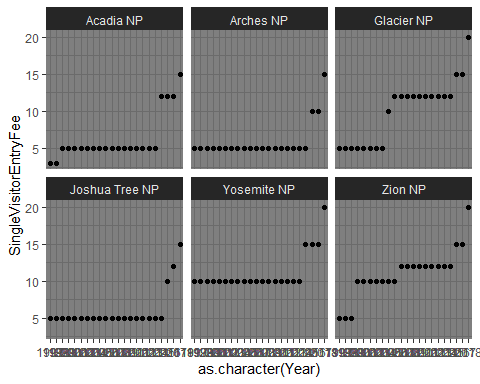 Acadia NP
Arches NP
Glacier NP
20
15
10
5
Joshua Tree NP
Yosemite NP
Zion NP
20
15
10
5
SingleVisitorEntryFee
as.character(Year)